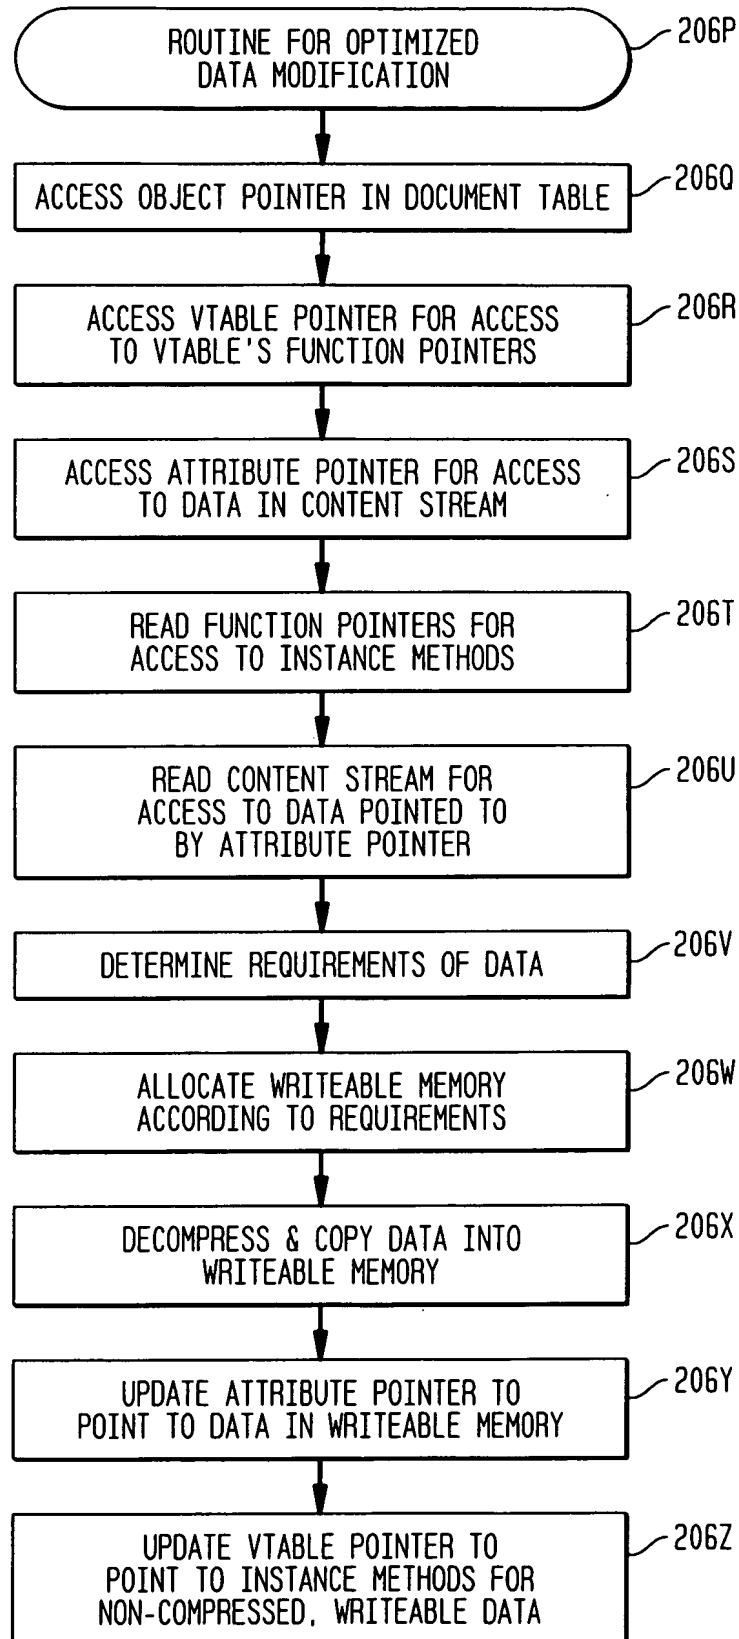 ROUTINE FOR OPTIMIZED
DATA MODIFICATION
206P
ACCESS OBJECT POINTER IN DOCUMENT TABLE
206Q
ACCESS VTABLE POINTER FOR ACCESS
TO VTABLE'S FUNCTION POINTERS
206R
ACCESS ATTRIBUTE POINTER FOR ACCESS
TO DATA IN CONTENT STREAM
206S
READ FUNCTION POINTERS FOR
ACCESS TO INSTANCE METHODS
206T
READ CONTENT STREAM FOR
ACCESS TO DATA POINTED TO
BY ATTRIBUTE POINTER
206U
DETERMINE REQUIREMENTS OF DATA
206V
ALLOCATE WRITEABLE MEMORY
ACCORDING TO REQUIREMENTS
206W
DECOMPRESS & COPY DATA INTO
WRITEABLE MEMORY
206X
UPDATE ATTRIBUTE POINTER TO
POINT TO DATA IN WRITEABLE MEMORY
206Y
UPDATE VTABLE POINTER TO
POINT TO INSTANCE METHODS FOR
NON-COMPRESSED, WRITEABLE DATA
206Z